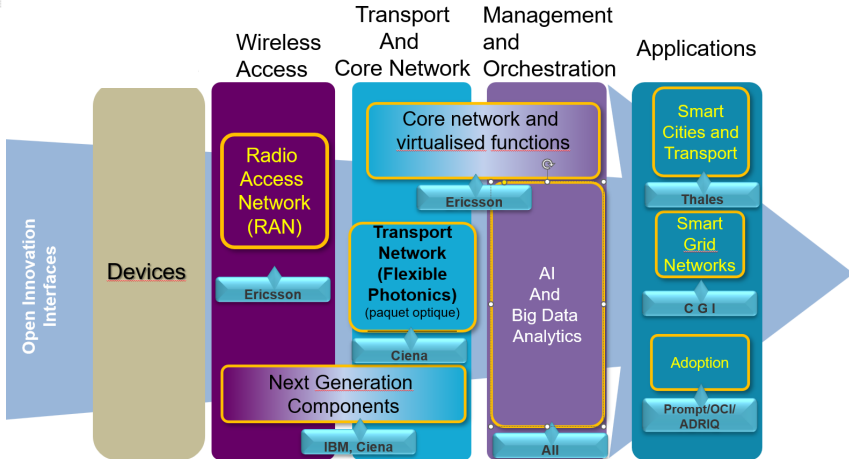 Wireless
Access
Transport
And
Core Network
Management
and
Orchestration
Applications
Open Innovation
Interfaces
Devices
Radio
Access
Network
(RAN)
Ericsson
Core network and
virtualised functions
Ericsson
Transport
Network
(Flexible
Photonics)
(paquet optique)
Ciena
Next Generation
Components
IBM, Ciena
AI
And
Big Data
Analytics
All
Smart
Cities and
Transport
Thales
Smart
Grid
Networks
C G I
Adoption
Prompt/OCI/
ADRIQ